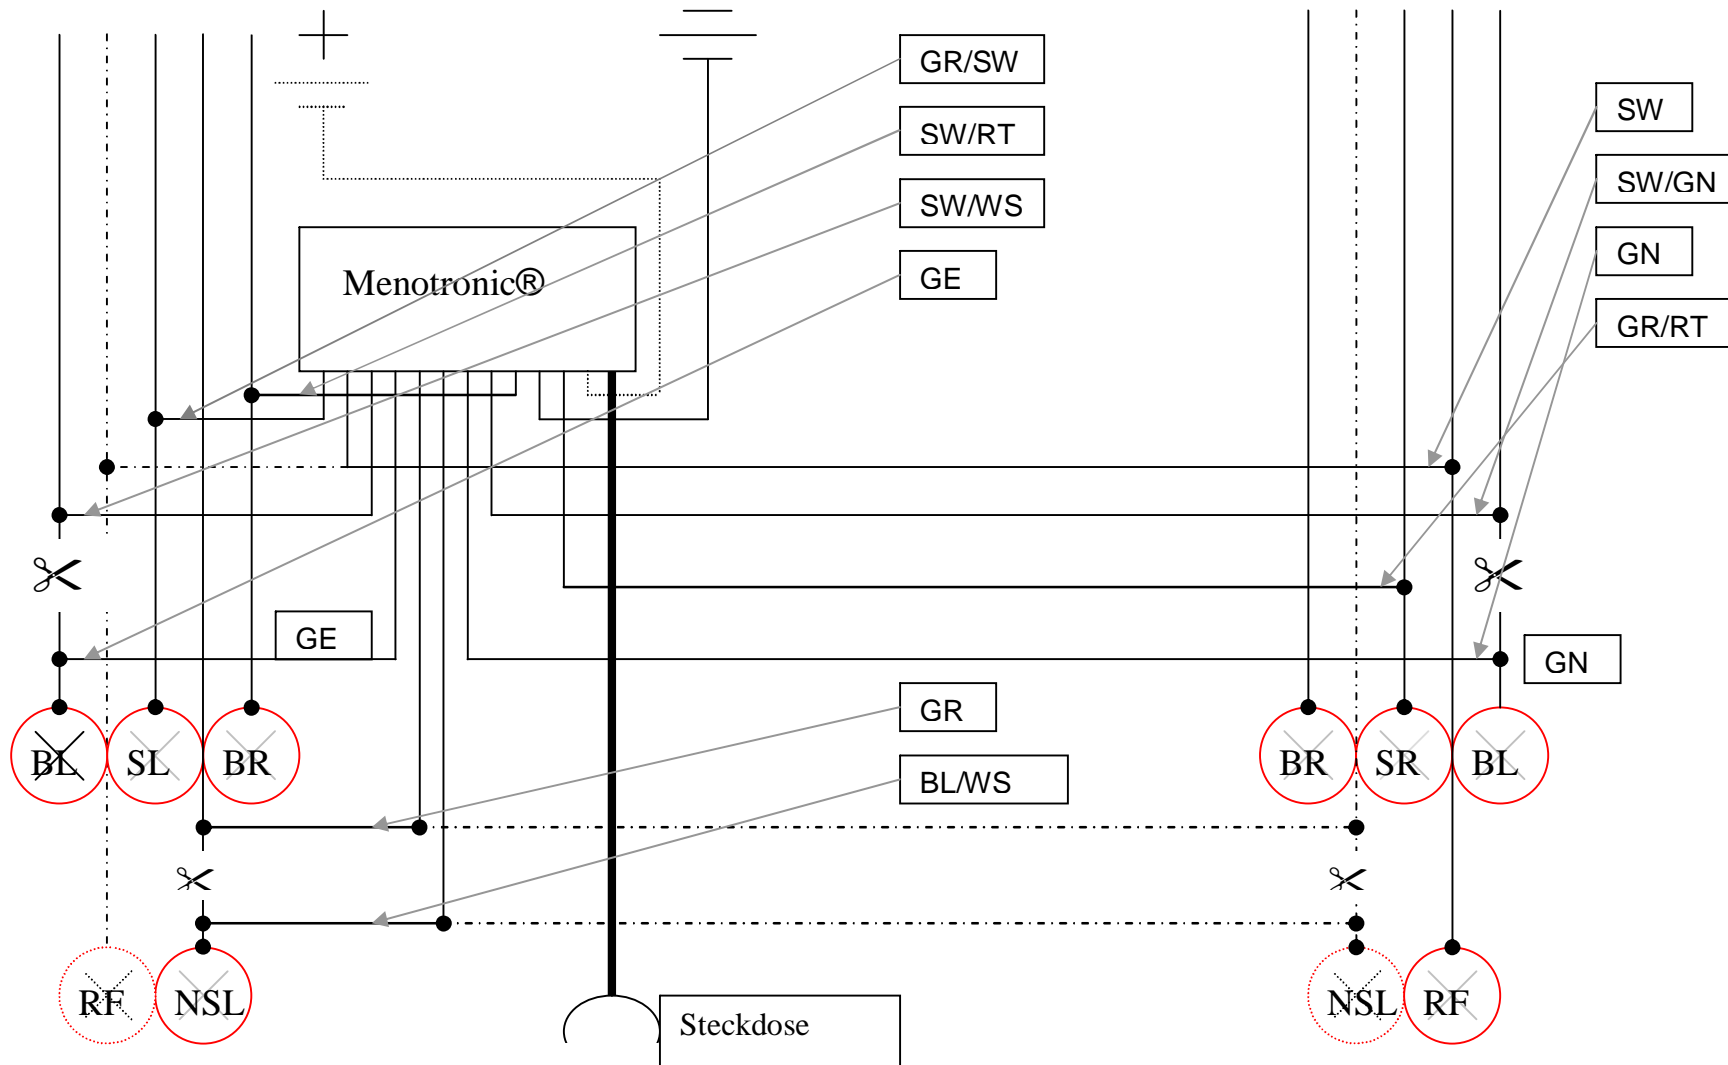 GR/SW
SW/RT
SW/WS
GE
SW
SW/GN
GN
GR/RT
Menotronic®
GE
GN
GR
BL/WS
BL SL BR
BR SR BL
RF NSL
NSL RF
Steckdose